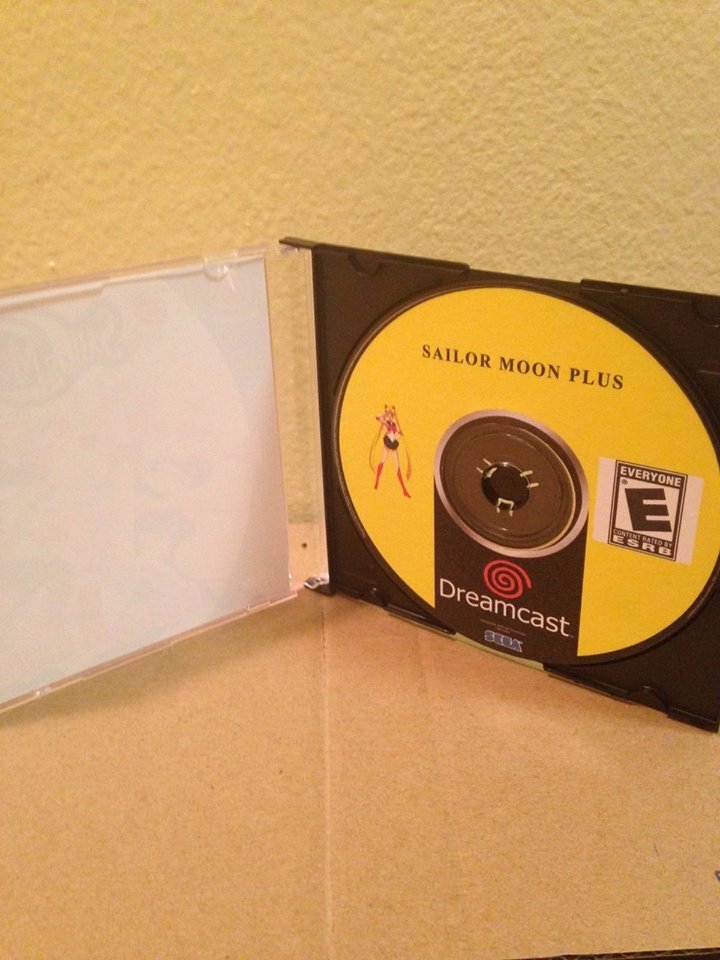 SAILOR MOON PLUS
EVERYONE
E
CONTENT RATED BY
ESRB
Dreamcast
SEGA